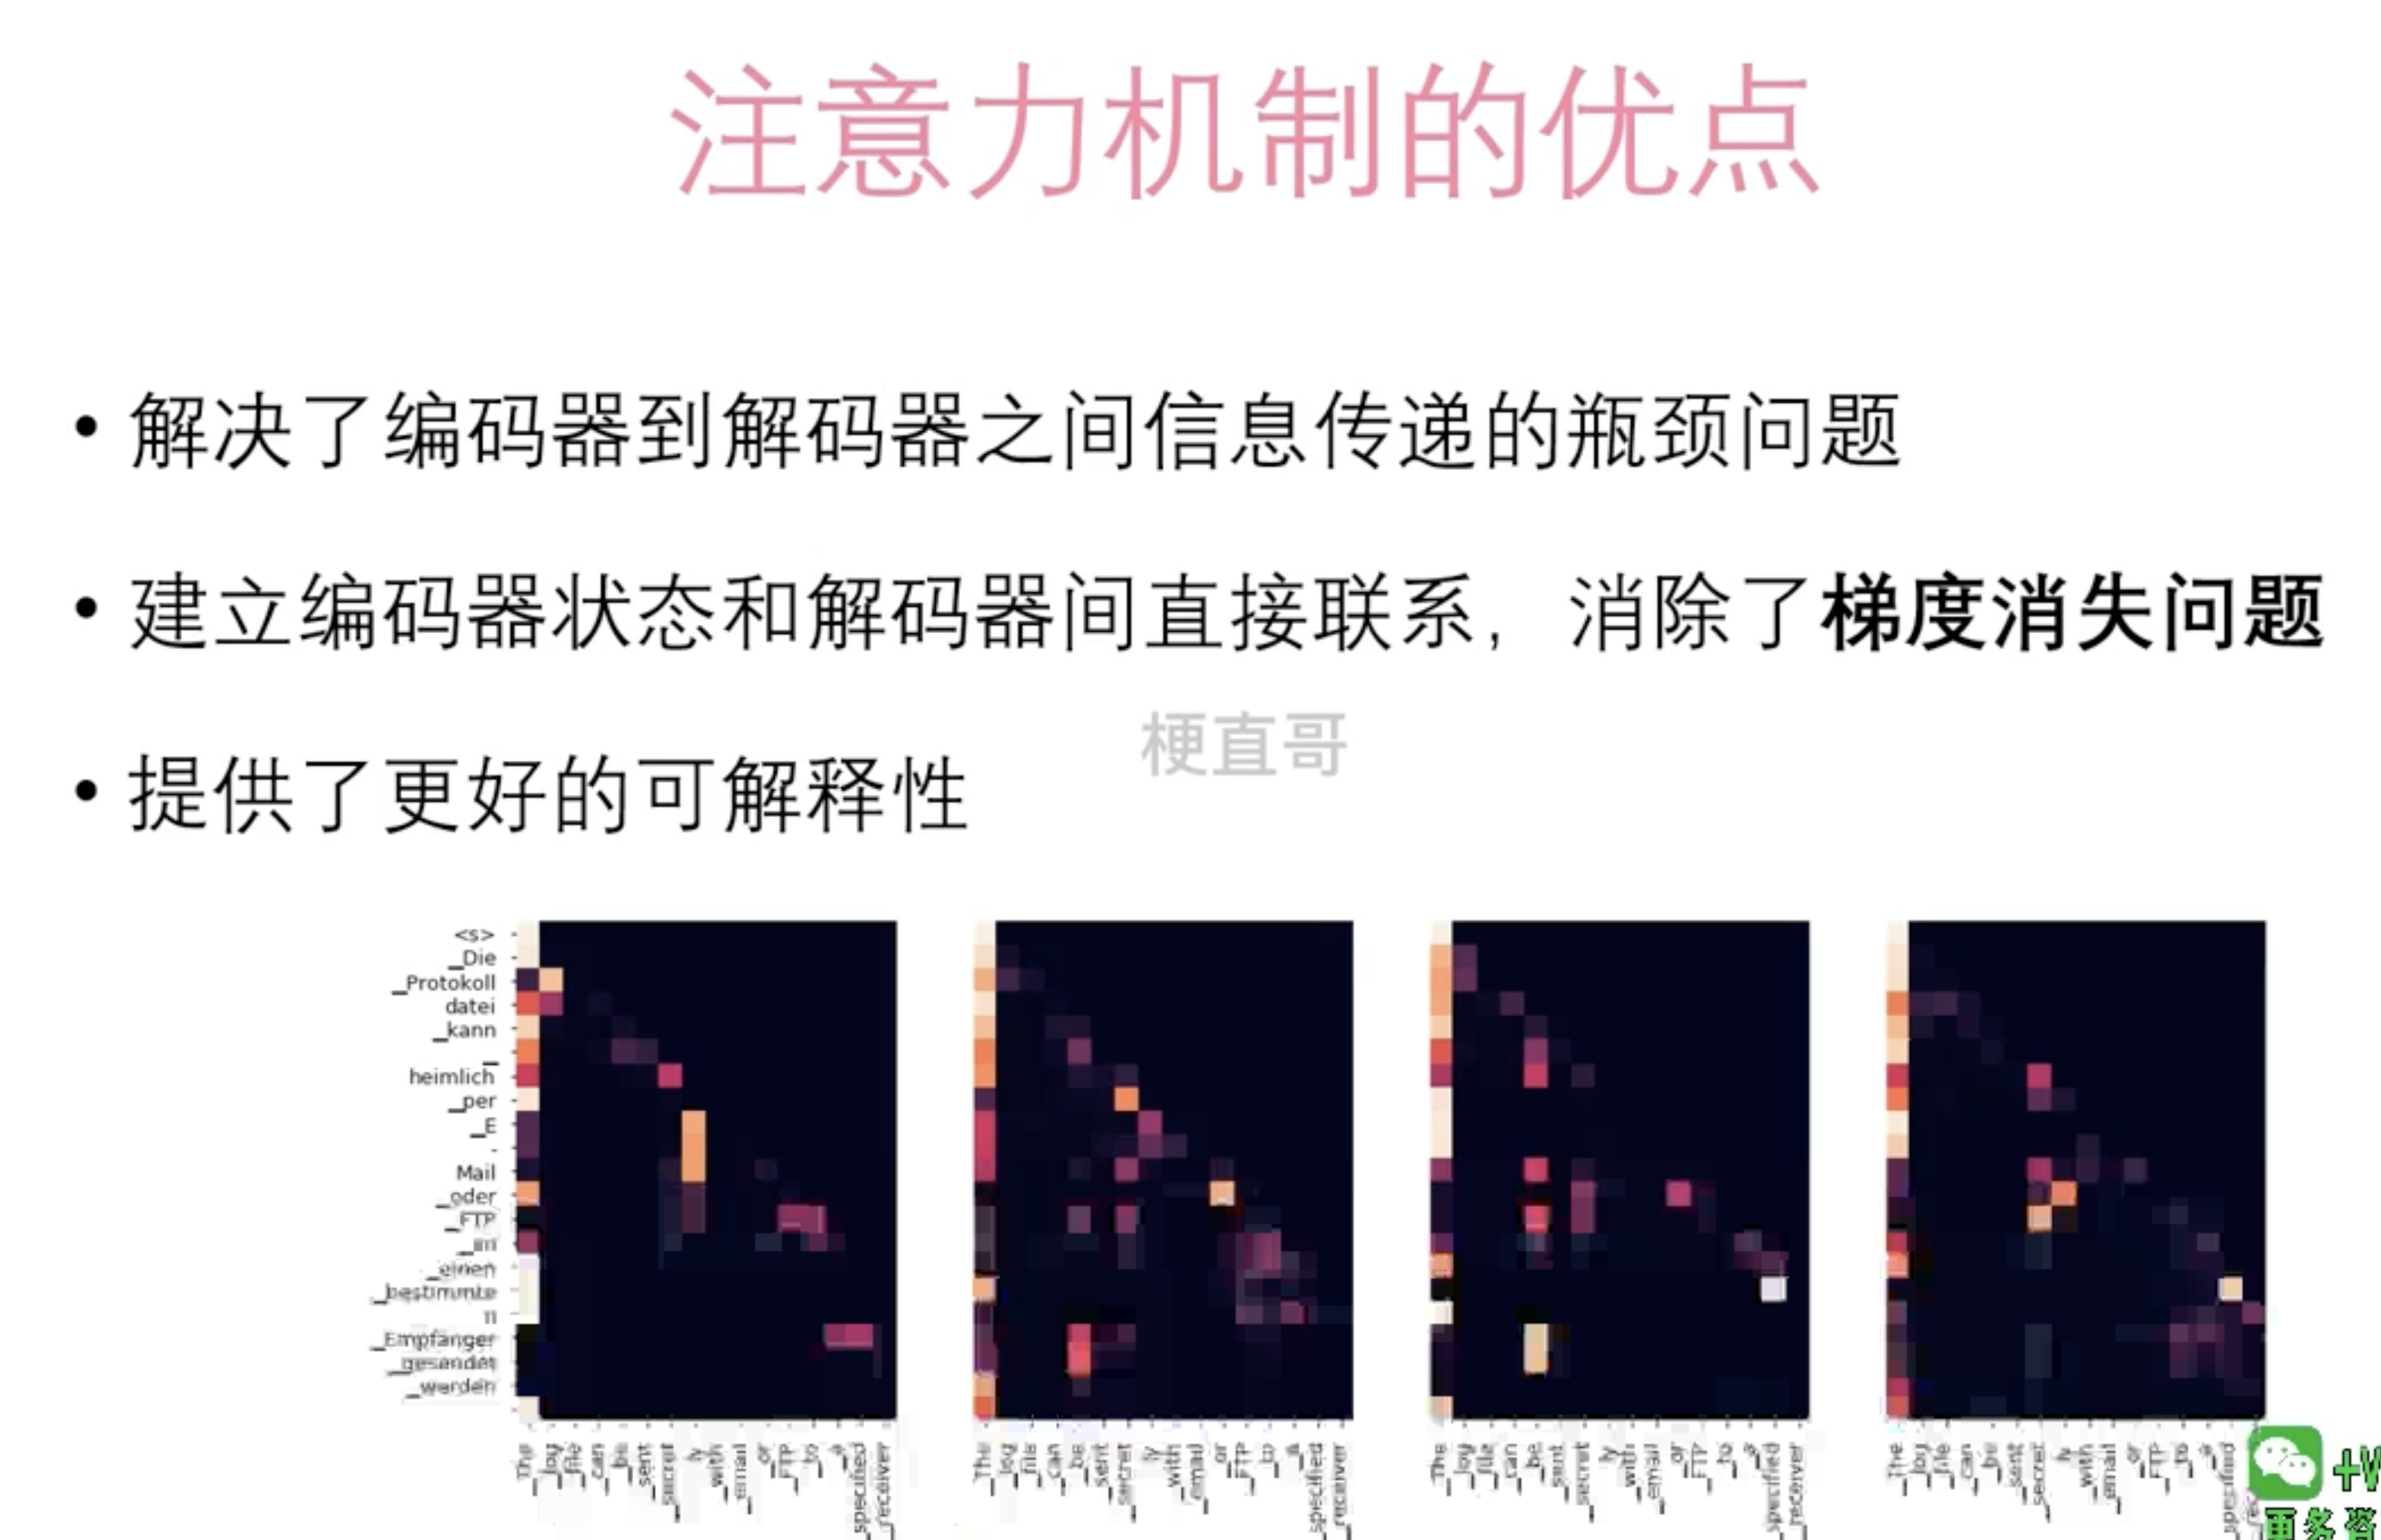 注意力机制的优点
• 解决了编码器到解码器之间信息传递的瓶颈问题
• 建立编码器状态和解码器间直接联系，消除了梯度消失问题
梗直哥
• 提供了更好的可解释性
<s>
_Die
_Protokoll
datei
_kann
_
heimlich
_per
_E
-
Mail
_oder
_FTP
_an
_einen
_bestimmte
n
_Empfänger
_gesendet
_werden
_The _log _file _can _be _sent _secret ly _with _email _or _FTP _to _a _specified _receiver
_The _log _file _can _be _sent _secret ly _with _email _or _FTP _to _a _specified _receiver
_The _log _file _can _be _sent _secret ly _with _email _or _FTP _to _a _specified _receiver
_The _log _file _can _be _sent _secret ly _with _email _or _FTP _to _a _specified